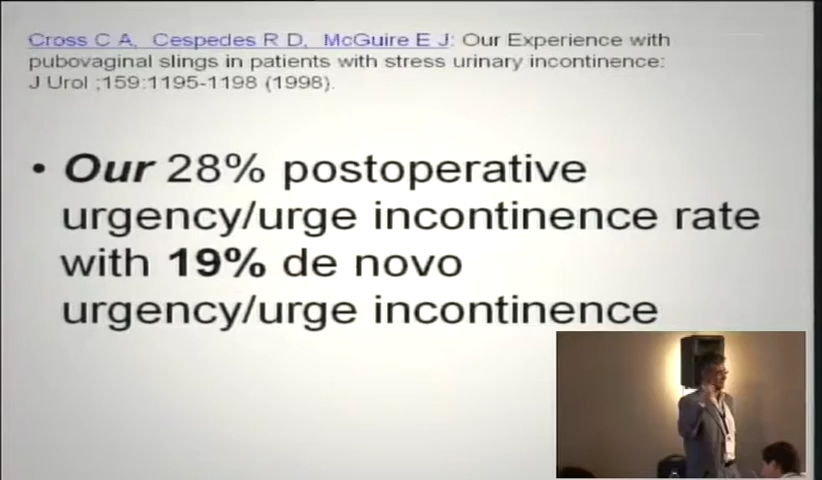 Cross C A, Cespedes R D, McGuire E J: Our Experience with
pubovaginal slings in patients with stress urinary incontinence:
J Urol ;159:1195-1198 (1998).
• Our 28% postoperative
urgency/urge incontinence rate
with 19% de novo
urgency/urge incontinence